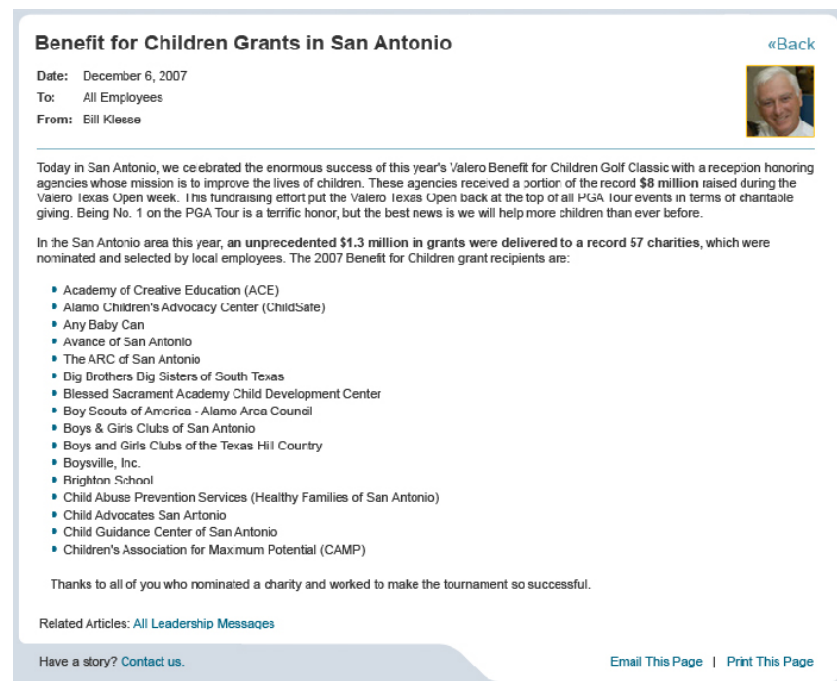 Benefit for Children Grants in San Antonio
«Back
Date: December 6, 2007
To: All Employees
From: Bill Klesse
Today in San Antonio, we celebrated the enormous success of this year's Valero Benefit for Children Golf Classic with a reception honoring
agencies whose mission is to improve the lives of children. These agencies received a portion of the record $8 million raised during the
Valero Texas Open week. This fundraising effort put the Valero Texas Open back at the top of all PGA Tour events in terms of charitable
giving. Being No. 1 on the PGA Tour is a terrific honor, but the best news is we will help more children than ever before.
In the San Antonio area this year, an unprecedented $1.3 million in grants were delivered to a record 57 charities, which were
nominated and selected by local employees. The 2007 Benefit for Children grant recipients are:
Academy of Creative Education (ACE)
Alamo Children's Advocacy Center (ChildSafe)
Any Baby Can
Avance of San Antonio
The ARC of San Antonio
Big Brothers Big Sisters of South Texas
Blessed Sacrament Academy Child Development Center
Boy Scouts of America - Alamo Area Council
Boys & Girls Clubs of San Antonio
Boys and Girls Clubs of the Texas Hill Country
Boysville, Inc.
Brighton School
Child Abuse Prevention Services (Healthy Families of San Antonio)
Child Advocates San Antonio
Child Guidance Center of San Antonio
Children's Association for Maximum Potential (CAMP)
Thanks to all of you who nominated a charity and worked to make the tournament so successful.
Related Articles: All Leadership Messages
Have a story? Contact us.
Email This Page | Print This Page